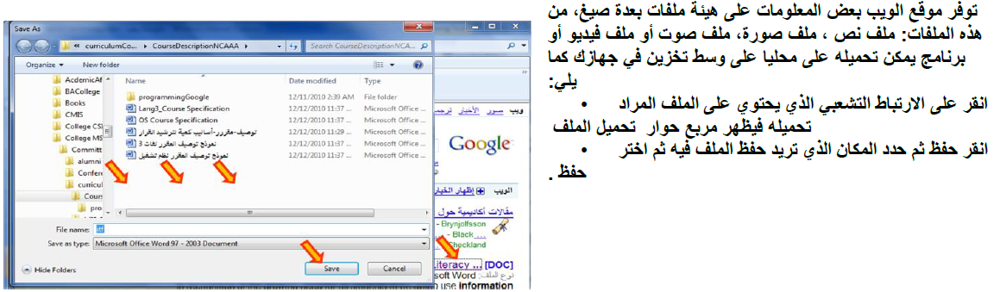 توفر موقع الويب بعض المعلومات على هيئة ملفات بعدة صيغ، من
هذه الملفات: ملف نص ، ملف صورة، ملف صوت أو ملف فيديو أو
برنامج يمكن تحميله على محليا على وسط تخزين في جهازك كما
يلي:
• انقر على الارتباط التشعبي الذي يحتوي على الملف المراد
تحميله فيظهر مربع حوار تحميل الملف
• انقر حفظ ثم حدد المكان الذي تريد حفظ الملف فيه ثم اختر
حفظ .
Save As
« curriculumCo... ▸ CourseDescriptionNCAAA ▸
Search CourseDescriptionNCA...
Organize
New folder
Name Date modified Type
AcdemicAf
BACollege
Books
CMIS
College CS
College MS
Committ
alumni
Confere
curricul
Cours
pro
programmingGoogle 12/11/2010 2:39 AM File folder
Lang3_Course Specification 12/12/2010 11:37 ... Microsoft Office ...
OS Course Specification 12/12/2010 11:37 ... Microsoft Office ...
توصيف-مقررر-أساليب كمية لترشيد القرار 12/12/2010 11:29 ... Microsoft Office ...
نموذج توصيف المقرر لغات 3 12/12/2010 11:37 ... Microsoft Office ...
نموذج توصيف المقرر نظم تشغيل 12/12/2010 11:37 ... Microsoft Office ...
File name:
Save as type: Microsoft Office Word 97 - 2003 Document
Hide Folders
Save
Cancel
ويب صور الأخبار ترجمة
Google
الويب إظهار الخيار
مقالات أكاديمية حول
- Brynjolfsson
- Black ...
Checkland
[DOC] Literacy ...
نوع الملف: soft Word
use information